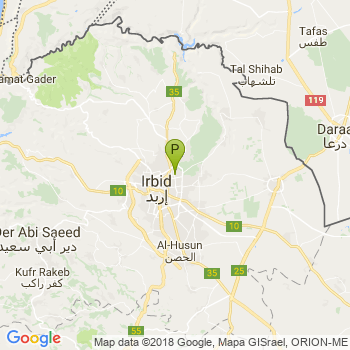 Tafas
طفس
amat Gader
Tal Shihab
تلشهاب
35
119
Daraa
درعا
P
Irbid
إربد
10
Der Abi Saeed
دير أبي سعيد
10
Al-Husun
الحصن
Kufr Rakeb
كفر راكب
35
25
55
Google
Map data ©2018 Google, Mapa GISrael, ORION-ME